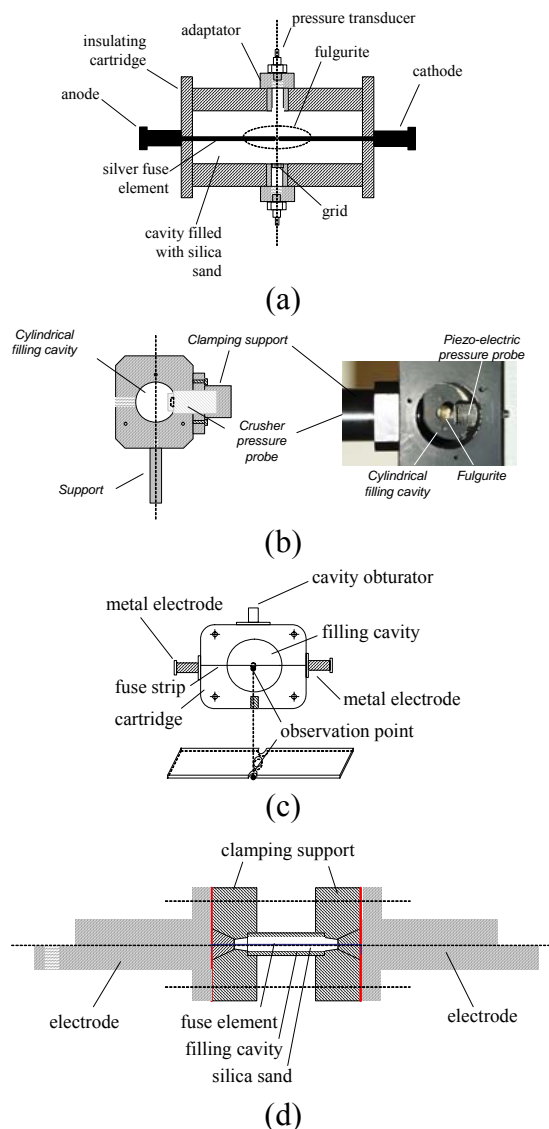 pressure transducer
adaptator
insulating
cartridge
fulgurite
anode
cathode
silver fuse
element
grid
cavity filled
with silica
sand
(a)
Cylindrical
filling cavity
Clamping support
Piezo-electric
pressure probe
Crusher
pressure
probe
Support
Cylindrical
filling cavity
Fulgurite
(b)
cavity obturator
metal electrode
filling cavity
fuse strip
cartridge
metal electrode
observation point
(c)
clamping support
electrode
electrode
fuse element
filling cavity
silica sand
(d)